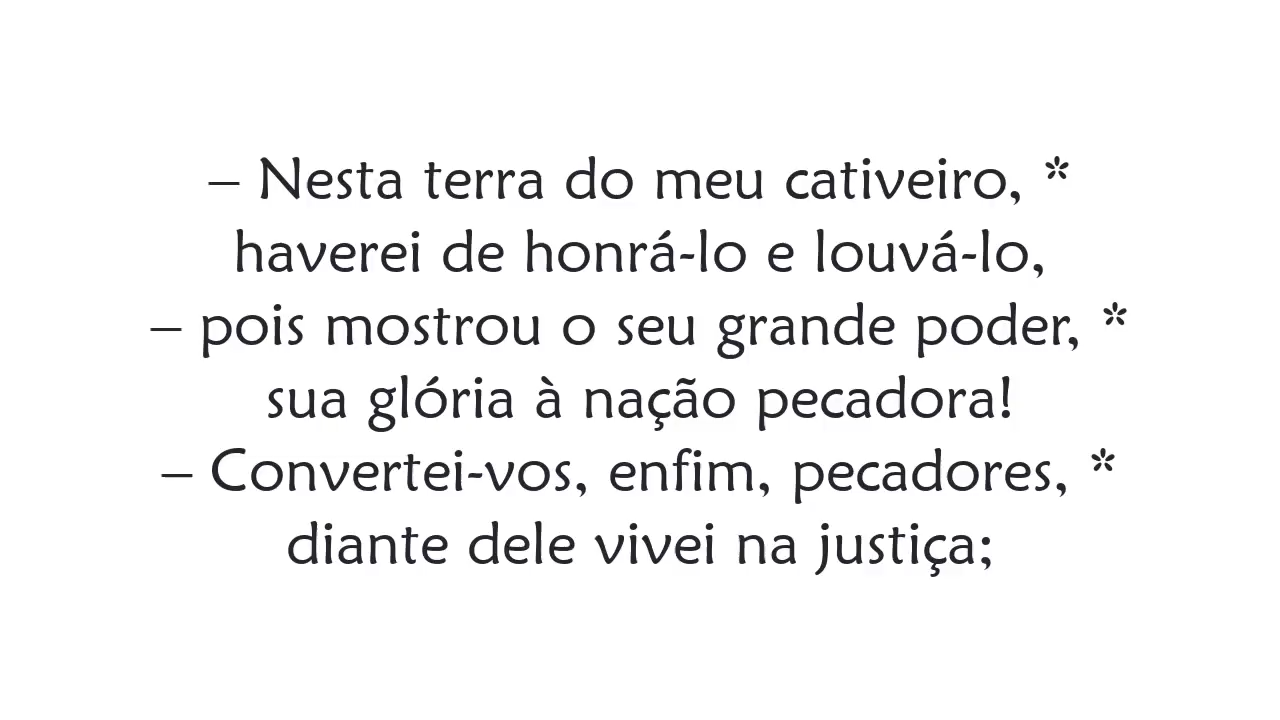 – Nesta terra do meu cativeiro, *
haverei de honrá-lo e louvá-lo,
– pois mostrou o seu grande poder, *
sua glória à nação pecadora!
– Convertei-vos, enfim, pecadores, *
diante dele vivei na justiça;